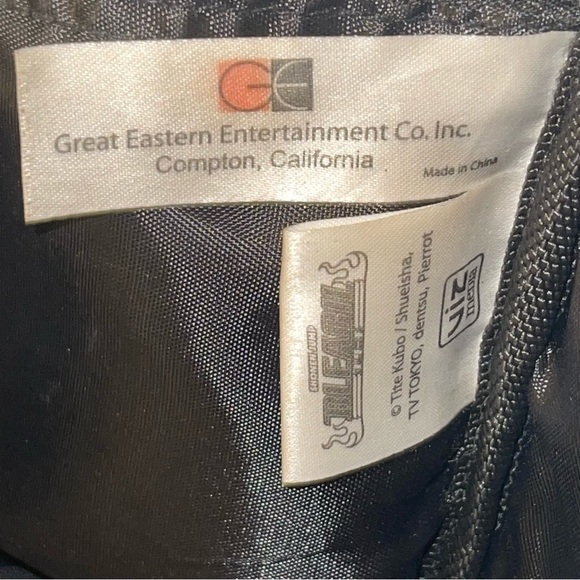 GE
Great Eastern Entertainment Co. Inc.
Compton, California
Made in China
SHONEN JUMP
BLEACH
© Tite Kubo / Shueisha,
TV TOKYO, dentsu, Pierrot
VIZ
media